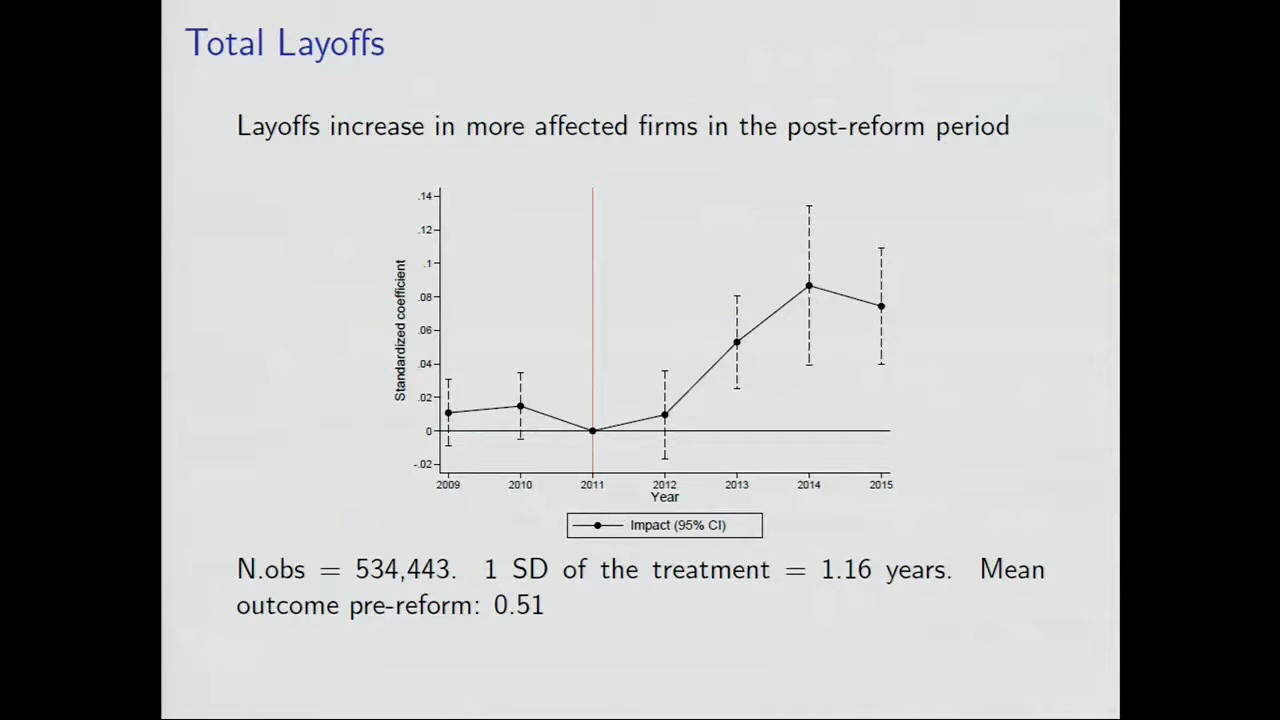 Total Layoffs
Layoffs increase in more affected firms in the post-reform period
.14
.12
.1
.08
.06
.04
.02
0
-.02
Standardized coefficient
2009 2010 2011 2012 2013 2014 2015
Year
Impact (95% CI)
N.obs = 534,443. 1 SD of the treatment = 1.16 years. Mean
outcome pre-reform: 0.51